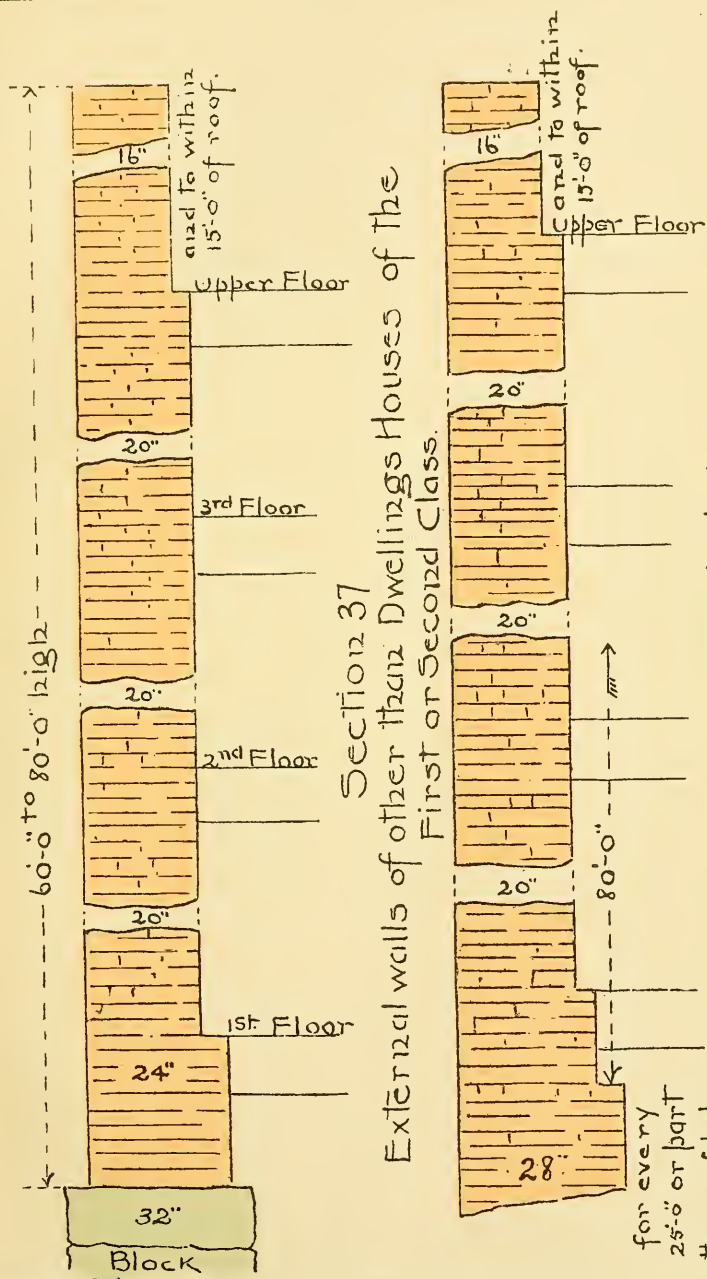 60'-0" to 80'-0" high
16"
and to within
15'-0" of roof.
Upper Floor
20"
3rd Floor
20"
2nd Floor
20"
1st Floor
24"
32"
Block
Section 37
External walls of other than Dwellings Houses of the
First or Second Class.
16"
and to within
15'-0" of roof.
Upper Floor
20"
20"
20"
80'-0"
28"
for every
25'-0" or part